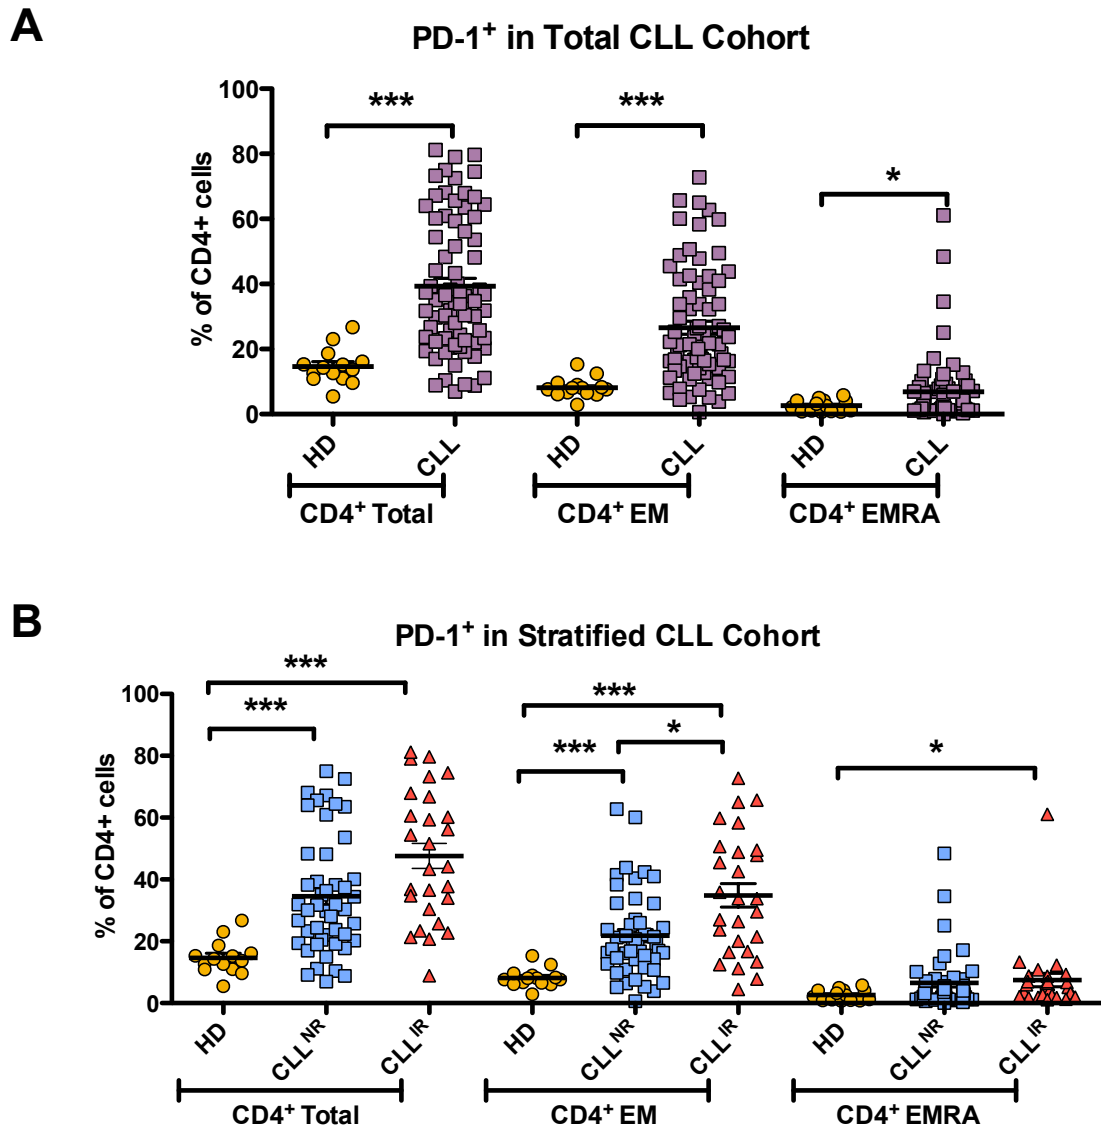 A
PD-1+ in Total CLL Cohort
% of CD4+ cells
100
80
60
40
20
0
***
***
*
HD
CLL
HD
CLL
HD
CLL
CD4+ Total
CD4+ EM
CD4+ EMRA
B
PD-1+ in Stratified CLL Cohort
% of CD4+ cells
100
80
60
40
20
0
***
***
***
***
*
*
HD
CLL NR
CLL IR
HD
CLL NR
CLL IR
HD
CLL NR
CLL IR
CD4+ Total
CD4+ EM
CD4+ EMRA